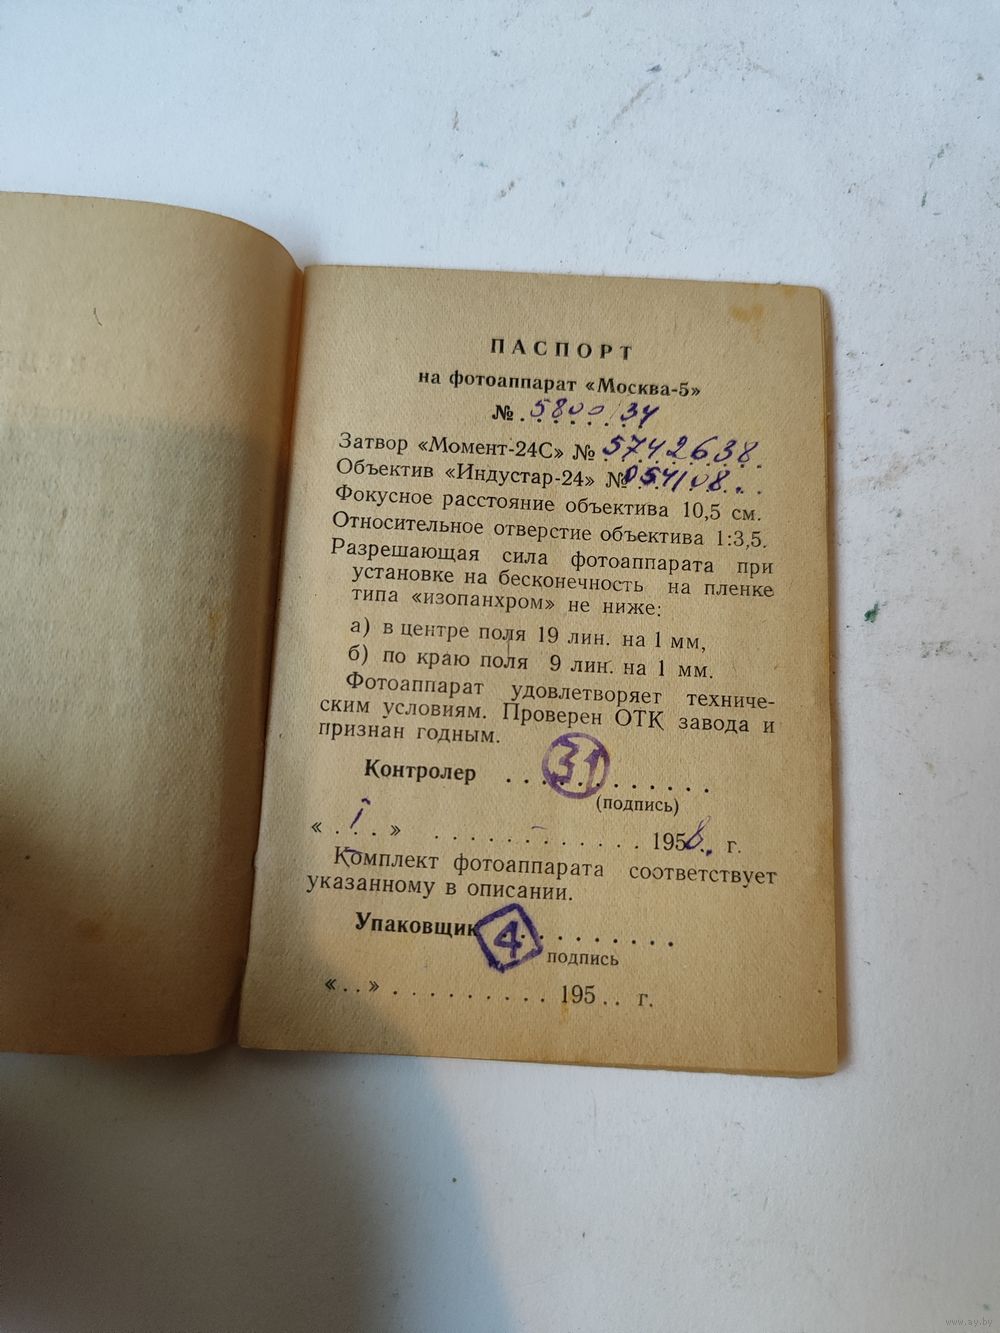 ПАСПОРТ
на фотоаппарат «Москва-5»
№ 5800134
Затвор «Момент-24С» № 5742638
Объектив «Индустар-24» № 054108
Фокусное расстояние объектива 10,5 см.
Относительное отверстие объектива 1:3,5.
Разрешающая сила фотоаппарата при
установке на бесконечность на пленке
типа «изопанхром» не ниже:
а) в центре поля 19 лин. на 1 мм,
б) по краю поля 9 лин. на 1 мм.
Фотоаппарат удовлетворяет техниче-
ским условиям. Проверен ОТК завода и
признан годным.
Контролер . . 31 . . . . . . .
(подпись)
« . I . . » . . . . . . . . . . . . . 1958 . . г.
Комплект фотоаппарата соответствует
указанному в описании.
Упаковщик 4 . . . . . . . . .
подпись
« . . » . . . . . . . . . . 195 . . г.
www.ay.by